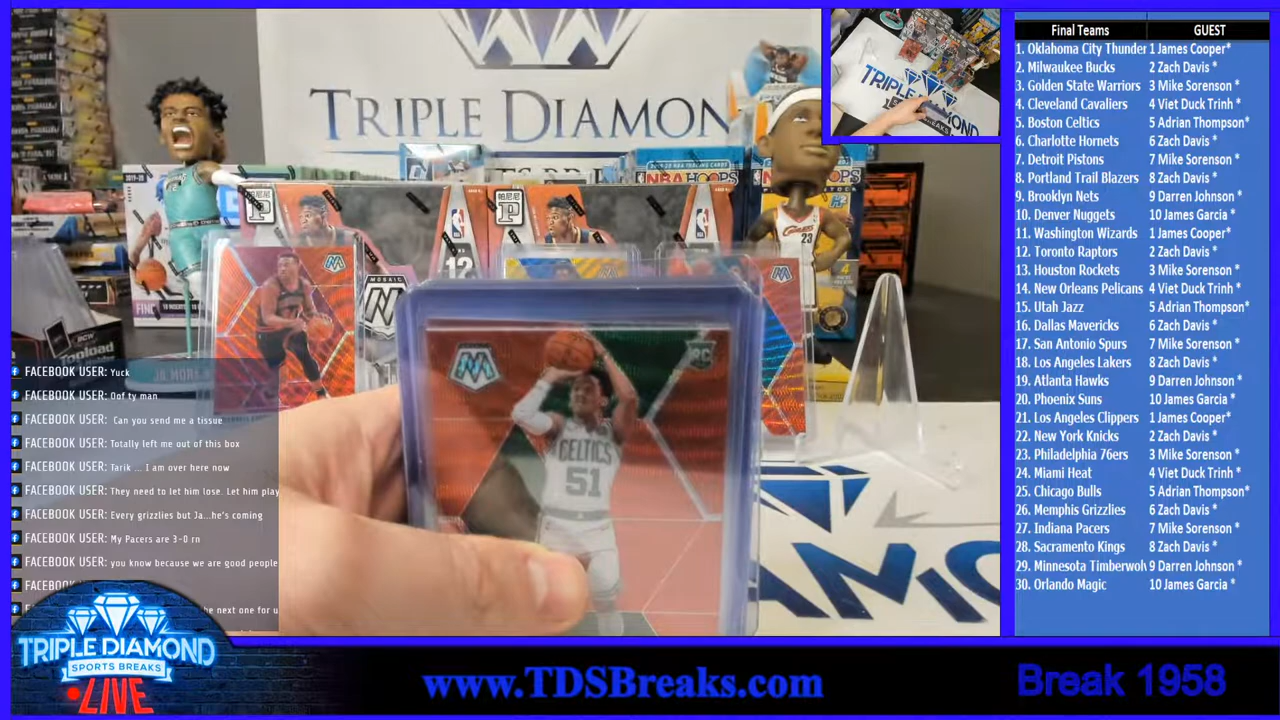 TRIPLE DIAMON
NBA HOOPS
2019-20
MOSAIC
12
23
BCW
Topload
RC
CELTICS
51
FACEBOOK USER: Yuck
FACEBOOK USER: Oof ty man
FACEBOOK USER: Can you send me a tissue
FACEBOOK USER: Totally left me out of this box
FACEBOOK USER: Tarik ... I am over here now
FACEBOOK USER: They need to let him lose. Let him play
FACEBOOK USER: Every grizzlies but Ja...he's coming
FACEBOOK USER: My Pacers are 3-0 rn
FACEBOOK USER: you know because we are good people
FACEB
he next one for u
TRIPLE DIAMOND
SPORTS BREAKS
LIVE
www.TDSBreaks.com
Break 1958
Final Teams GUEST
1. Oklahoma City Thunder 1 James Cooper*
2. Milwaukee Bucks 2 Zach Davis *
3. Golden State Warriors 3 Mike Sorenson *
4. Cleveland Cavaliers 4 Viet Duck Trinh *
5. Boston Celtics 5 Adrian Thompson*
6. Charlotte Hornets 6 Zach Davis *
7. Detroit Pistons 7 Mike Sorenson *
8. Portland Trail Blazers 8 Zach Davis *
9. Brooklyn Nets 9 Darren Johnson *
10. Denver Nuggets 10 James Garcia *
11. Washington Wizards 1 James Cooper*
12. Toronto Raptors 2 Zach Davis *
13. Houston Rockets 3 Mike Sorenson *
14. New Orleans Pelicans 4 Viet Duck Trinh *
15. Utah Jazz 5 Adrian Thompson*
16. Dallas Mavericks 6 Zach Davis *
17. San Antonio Spurs 7 Mike Sorenson *
18. Los Angeles Lakers 8 Zach Davis *
19. Atlanta Hawks 9 Darren Johnson *
20. Phoenix Suns 10 James Garcia *
21. Los Angeles Clippers 1 James Cooper*
22. New York Knicks 2 Zach Davis *
23. Philadelphia 76ers 3 Mike Sorenson *
24. Miami Heat 4 Viet Duck Trinh *
25. Chicago Bulls 5 Adrian Thompson*
26. Memphis Grizzlies 6 Zach Davis *
27. Indiana Pacers 7 Mike Sorenson *
28. Sacramento Kings 8 Zach Davis *
29. Minnesota Timberwolv 9 Darren Johnson *
30. Orlando Magic 10 James Garcia *